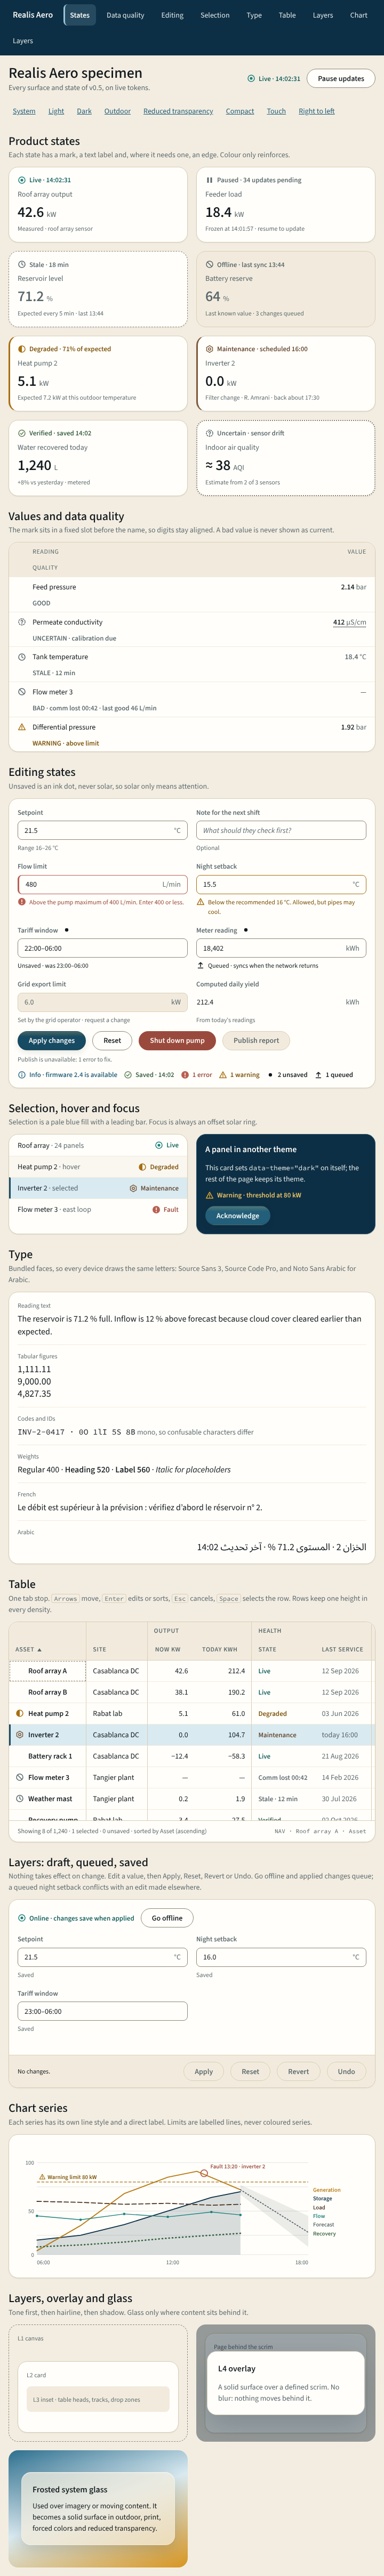 Realis Aero
States
Data quality
Editing
Selection
Type
Table
Layers
Chart
Layers
Realis Aero specimen
Every surface and state of v0.5, on live tokens.
Live · 14:02:31
Pause updates
System
Light
Dark
Outdoor
Reduced transparency
Compact
Touch
Right to left
Product states
Each state has a mark, a text label and, where it needs one, an edge. Colour only reinforces.
Live · 14:02:31
Roof array output
42.6 kW
Measured · roof array sensor
Paused · 34 updates pending
Feeder load
18.4 kW
Frozen at 14:01:57 · resume to update
Stale · 18 min
Reservoir level
71.2 %
Expected every 5 min · last 13:44
Offline · last sync 13:44
Battery reserve
64 %
Last known value · 3 changes queued
Degraded · 71% of expected
Heat pump 2
5.1 kW
Expected 7.2 kW at this outdoor temperature
Maintenance · scheduled 16:00
Inverter 2
0.0 kW
Filter change · R. Amrani · back about 17:30
Verified · saved 14:02
Water recovered today
1,240 L
+8% vs yesterday · metered
Uncertain · sensor drift
Indoor air quality
≈ 38 AQI
Estimate from 2 of 3 sensors
Values and data quality
The mark sits in a fixed slot before the name, so digits stay aligned. A bad value is never shown as current.
READING
VALUE
QUALITY
Feed pressure
2.14 bar
GOOD
Permeate conductivity
412 µS/cm
UNCERTAIN · calibration due
Tank temperature
18.4 °C
STALE · 12 min
Flow meter 3
—
BAD · comm lost 00:42 · last good 46 L/min
Differential pressure
1.92 bar
WARNING · above limit
Editing states
Unsaved is an ink dot, never solar, so solar only means attention.
Setpoint
21.5 °C
Range 16–26 °C
Note for the next shift
What should they check first?
Optional
Flow limit
480 L/min
Above the pump maximum of 400 L/min. Enter 400 or less.
Night setback
15.5 °C
Below the recommended 16 °C. Allowed, but pipes may
cool.
Tariff window
22:00–06:00
Unsaved · was 23:00–06:00
Meter reading
18,402 kWh
Queued · syncs when the network returns
Grid export limit
6.0 kW
Set by the grid operator · request a change
Computed daily yield
212.4 kWh
From today's readings
Apply changes
Reset
Shut down pump
Publish report
Publish is unavailable: 1 error to fix.
Info · firmware 2.4 is available
Saved · 14:02
1 error
1 warning
2 unsaved
1 queued
Selection, hover and focus
Selection is a pale blue fill with a leading bar. Focus is always an offset solar ring.
Roof array · 24 panels
Live
Heat pump 2 · hover
Degraded
Inverter 2 · selected
Maintenance
Flow meter 3 · east loop
Fault
A panel in another theme
This card sets data-theme="dark" on itself; the
rest of the page keeps its theme.
Warning · threshold at 80 kW
Acknowledge
Type
Bundled faces, so every device draws the same letters: Source Sans 3, Source Code Pro, and Noto Sans Arabic for
Arabic.
Reading text
The reservoir is 71.2 % full. Inflow is 12 % above forecast because cloud cover cleared earlier than
expected.
Tabular figures
1,111.11
9,000.00
4,827.35
Codes and IDs
INV-2-0417 · 0O 1lI 5S 8B mono, so confusable characters differ
Weights
Regular 400 · Heading 520 · Label 560 · Italic for placeholders
French
Le débit est supérieur à la prévision : vérifiez d’abord le réservoir n° 2.
Arabic
الخزان 2 · المستوى 71.2 % · آخر تحديث 14:02
Table
One tab stop. Arrows move, Enter edits or sorts, Esc cancels, Space selects the row. Rows keep one height in
every density.
OUTPUT
HEALTH
ASSET
SITE
NOW KW
TODAY KWH
STATE
LAST SERVICE
Roof array A
Casablanca DC
42.6
212.4
Live
12 Sep 2026
Roof array B
Casablanca DC
38.1
190.2
Live
12 Sep 2026
Heat pump 2
Rabat lab
5.1
61.0
Degraded
03 Jun 2026
Inverter 2
Casablanca DC
0.0
104.7
Maintenance
today 16:00
Battery rack 1
Casablanca DC
−12.4
−58.3
Live
21 Aug 2026
Flow meter 3
Tangier plant
—
—
Comm lost 00:42
14 Feb 2026
Weather mast
Tangier plant
0.2
1.9
Stale · 12 min
30 Jul 2026
Recovery pump
Rabat lab
3.4
27.5
Verified
02 Oct 2026
Showing 8 of 1,240 · 1 selected · 0 unsaved · sorted by Asset (ascending)
NAV · Roof array A · Asset
Layers: draft, queued, saved
Nothing takes effect on change. Edit a value, then Apply, Reset, Revert or Undo. Go offline and applied changes queue;
a queued night setback conflicts with an edit made elsewhere.
Online · changes save when applied
Go offline
Setpoint
21.5 °C
Saved
Night setback
16.0 °C
Saved
Tariff window
23:00–06:00
Saved
No changes.
Apply
Reset
Revert
Undo
Chart series
Each series has its own line style and a direct label. Limits are labelled lines, never coloured series.
100
50
0
Warning limit 80 kW
Fault 13:20 · inverter 2
Generation
Storage
Load
Flow
Forecast
Recovery
06:00
12:00
18:00
Layers, overlay and glass
Tone first, then hairline, then shadow. Glass only where content sits behind it.
L1 canvas
L2 card
L3 inset · table heads, tracks, drop zones
Page behind the scrim
L4 overlay
A solid surface over a defined scrim. No
blur: nothing moves behind it.
Frosted system glass
Used over imagery or moving content. It
becomes a solid surface in outdoor, print,
forced colors and reduced transparency.